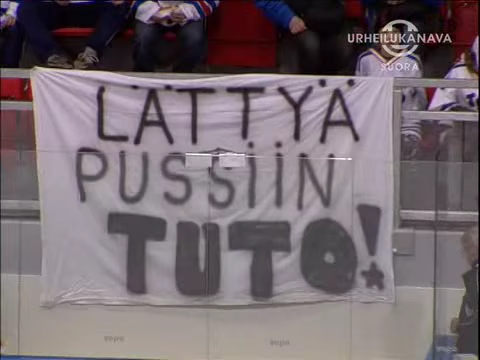 URHEILUKANAVA
SUORA
LÄTTYÄ
PUSSIIN
TUTO!